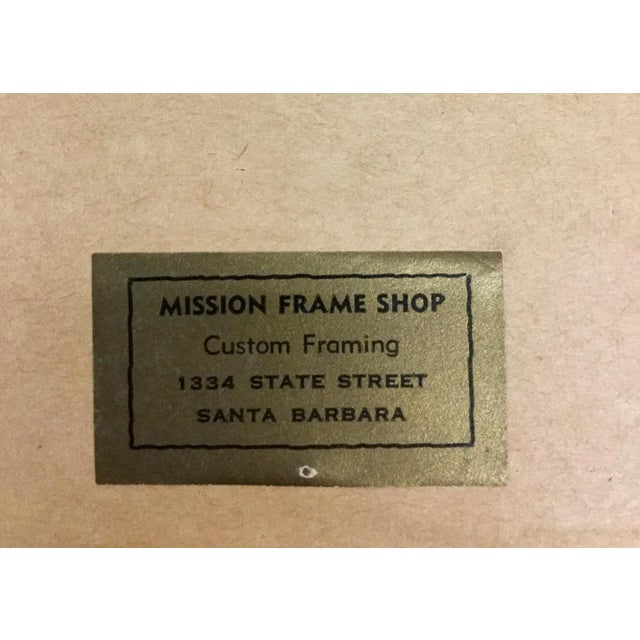 MISSION FRAME SHOP
Custom Framing
1334 STATE STREET
SANTA BARBARA